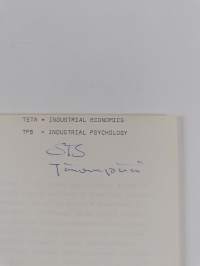 TETA = INDUSTRIAL ECONOMICS
TPS = INDUSTRIAL PSYCHOLOGY
STS